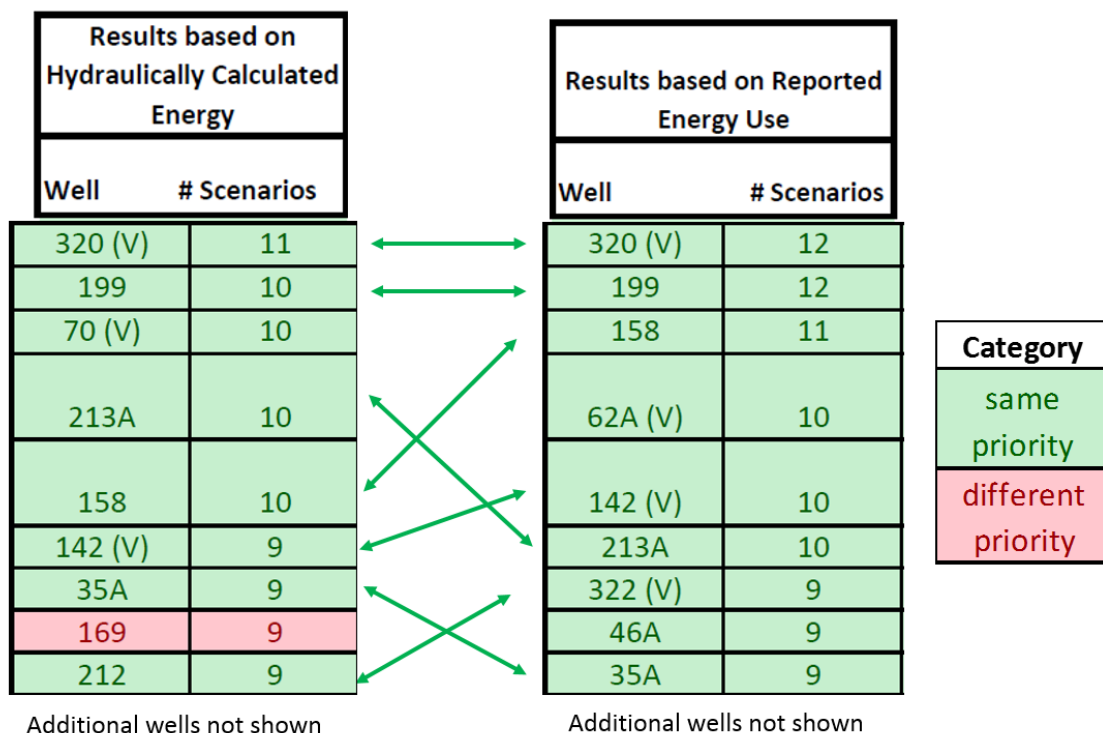 Results based on
Hydraulically Calculated
Energy
Well # Scenarios
320 (V) 11
199 10
70 (V) 10
213A 10
158 10
142 (V) 9
35A 9
169 9
212 9
Additional wells not shown
Results based on Reported
Energy Use
Well # Scenarios
320 (V) 12
199 12
158 11
62A (V) 10
142 (V) 10
213A 10
322 (V) 9
46A 9
35A 9
Additional wells not shown
Category
same
priority
different
priority